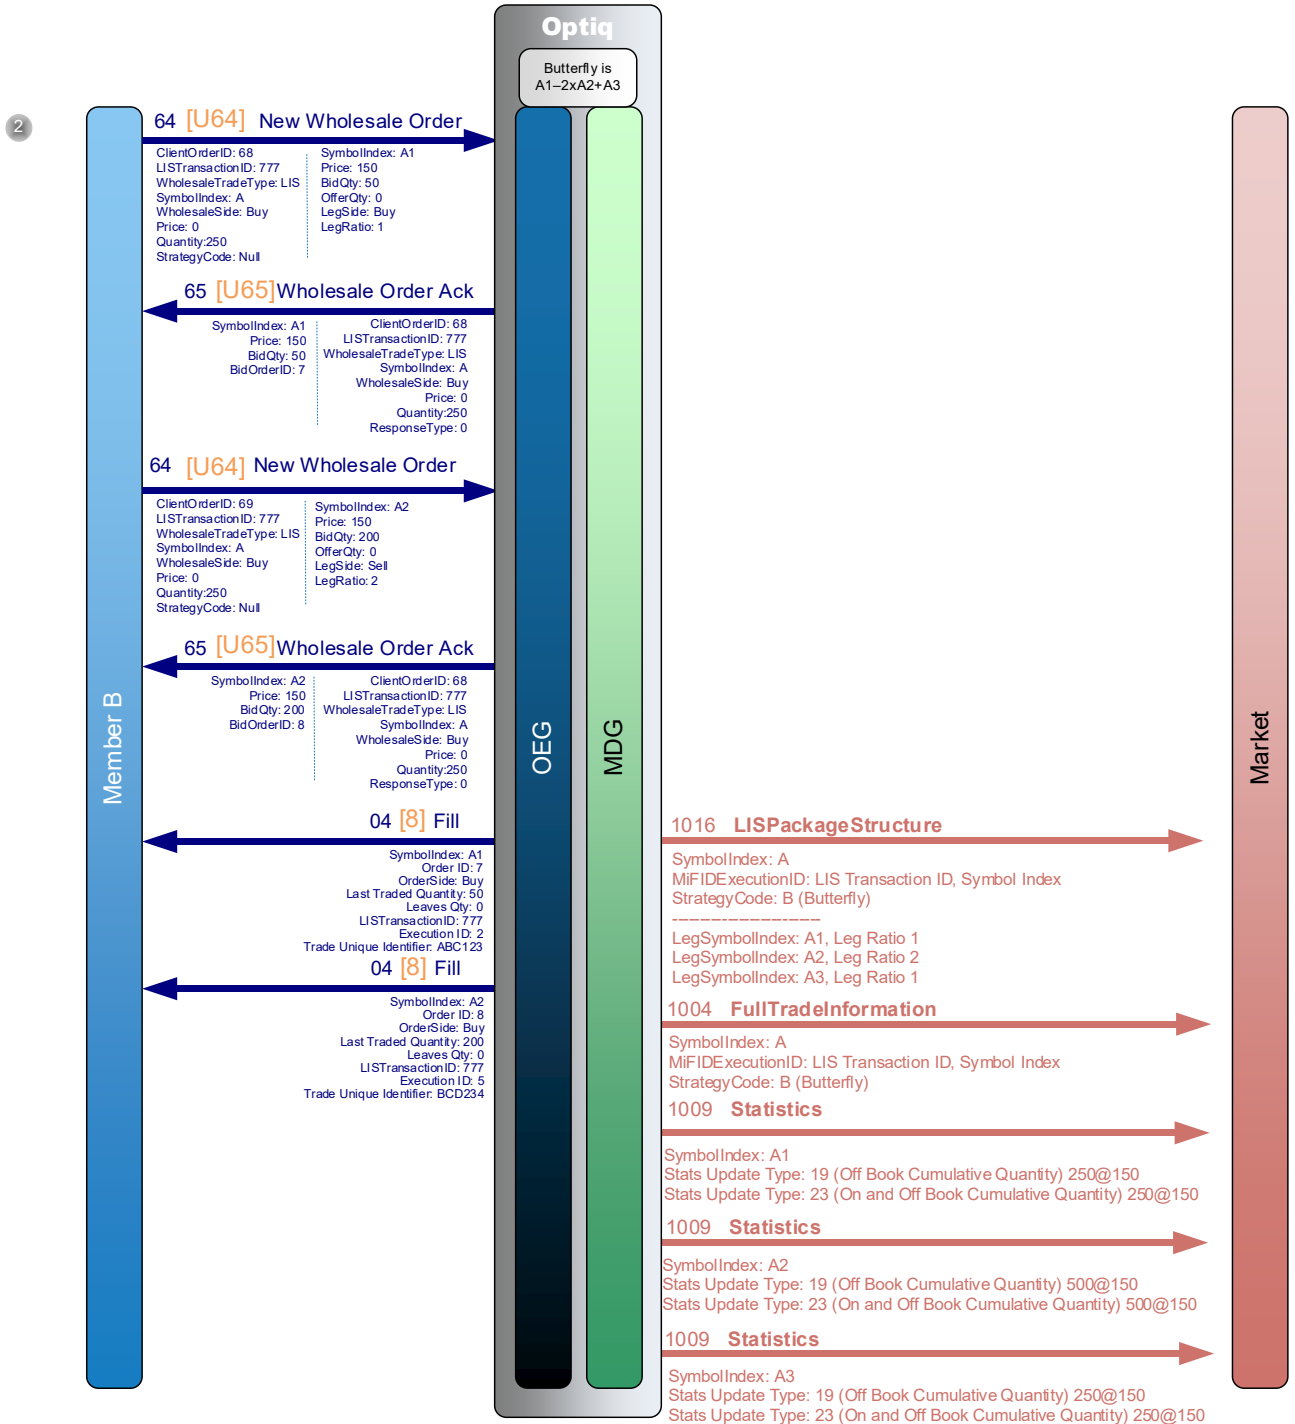 Optiq
Butterfly is
A1–2xA2+A3
2
64 [U64] New Wholesale Order
ClientOrderID: 68
LISTransactionID: 777
WholesaleTradeType: LIS
SymbolIndex: A
WholesaleSide: Buy
Price: 0
Quantity:250
StrategyCode: Null
SymbolIndex: A1
Price: 150
BidQty: 50
OfferQty: 0
LegSide: Buy
LegRatio: 1
65 [U65] Wholesale Order Ack
SymbolIndex: A1
Price: 150
BidQty: 50
BidOrderID: 7
ClientOrderID: 68
LISTransactionID: 777
WholesaleTradeType: LIS
SymbolIndex: A
WholesaleSide: Buy
Price: 0
Quantity:250
ResponseType: 0
64 [U64] New Wholesale Order
ClientOrderID: 69
LISTransactionID: 777
WholesaleTradeType: LIS
SymbolIndex: A
WholesaleSide: Buy
Price: 0
Quantity:250
StrategyCode: Null
SymbolIndex: A2
Price: 150
BidQty: 200
OfferQty: 0
LegSide: Sell
LegRatio: 2
65 [U65] Wholesale Order Ack
SymbolIndex: A2
Price: 150
BidQty: 200
BidOrderID: 8
ClientOrderID: 68
LISTransactionID: 777
WholesaleTradeType: LIS
SymbolIndex: A
WholesaleSide: Buy
Price: 0
Quantity:250
ResponseType: 0
Member B
OEG
MDG
Market
04 [8] Fill
SymbolIndex: A1
Order ID: 7
OrderSide: Buy
Last Traded Quantity: 50
Leaves Qty: 0
LISTransactionID: 777
Execution ID: 2
Trade Unique Identifier: ABC123
04 [8] Fill
SymbolIndex: A2
Order ID: 8
OrderSide: Buy
Last Traded Quantity: 200
Leaves Qty: 0
LISTransactionID: 777
Execution ID: 5
Trade Unique Identifier: BCD234
1016 LISPackageStructure
SymbolIndex: A
MiFIDExecutionID: LIS Transaction ID, Symbol Index
StrategyCode: B (Butterfly)
--------------------------
LegSymbolIndex: A1, Leg Ratio 1
LegSymbolIndex: A2, Leg Ratio 2
LegSymbolIndex: A3, Leg Ratio 1
1004 FullTradeInformation
SymbolIndex: A
MiFIDExecutionID: LIS Transaction ID, Symbol Index
StrategyCode: B (Butterfly)
1009 Statistics
SymbolIndex: A1
Stats Update Type: 19 (Off Book Cumulative Quantity) 250@150
Stats Update Type: 23 (On and Off Book Cumulative Quantity) 250@150
1009 Statistics
SymbolIndex: A2
Stats Update Type: 19 (Off Book Cumulative Quantity) 500@150
Stats Update Type: 23 (On and Off Book Cumulative Quantity) 500@150
1009 Statistics
SymbolIndex: A3
Stats Update Type: 19 (Off Book Cumulative Quantity) 250@150
Stats Update Type: 23 (On and Off Book Cumulative Quantity) 250@150